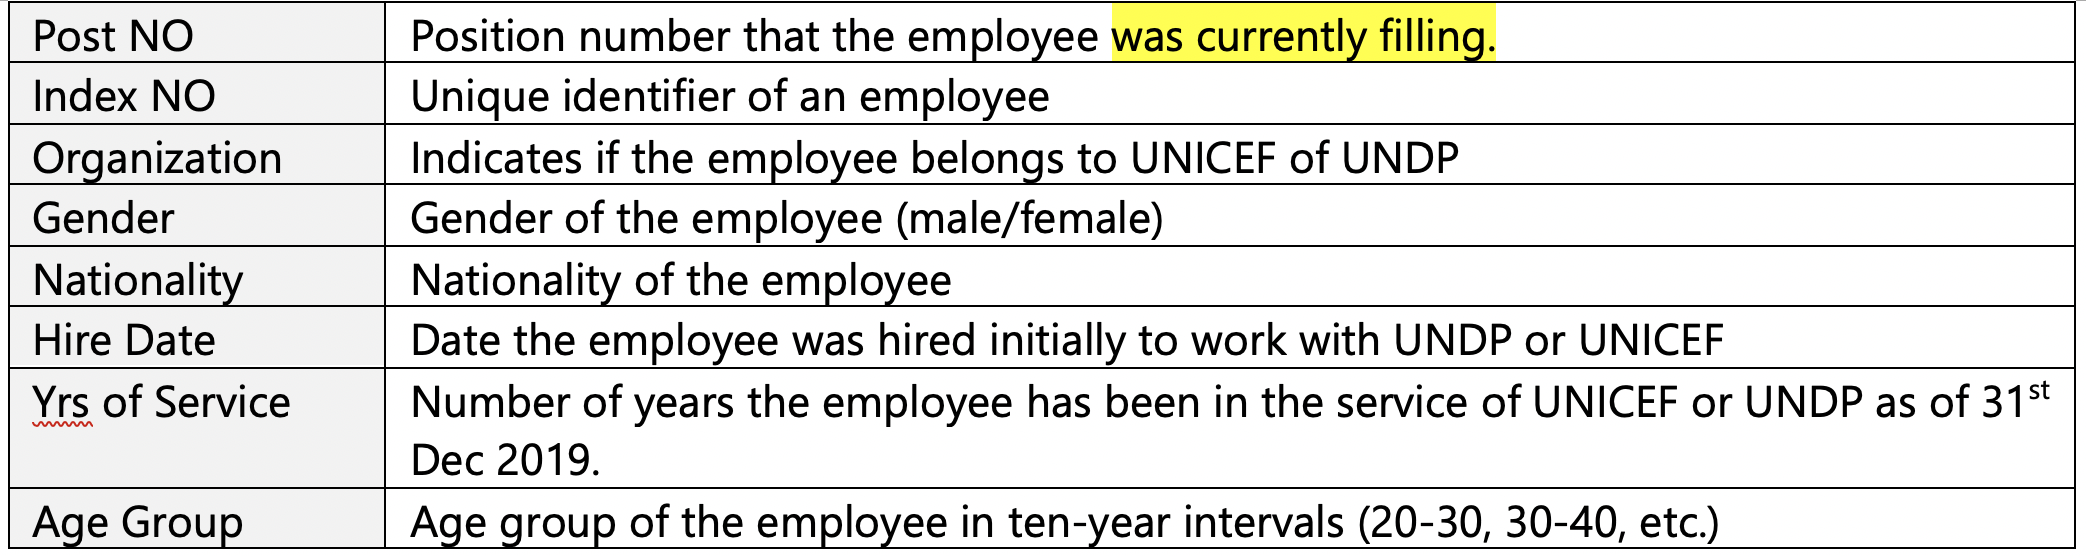 Post NO
Position number that the employee was currently filling.
Index NO
Unique identifier of an employee
Organization
Indicates if the employee belongs to UNICEF of UNDP
Gender
Gender of the employee (male/female)
Nationality
Nationality of the employee
Hire Date
Date the employee was hired initially to work with UNDP or UNICEF
Yrs of Service
Number of years the employee has been in the service of UNICEF or UNDP as of 31st
Dec 2019.
Age Group
Age group of the employee in ten-year intervals (20-30, 30-40, etc.)